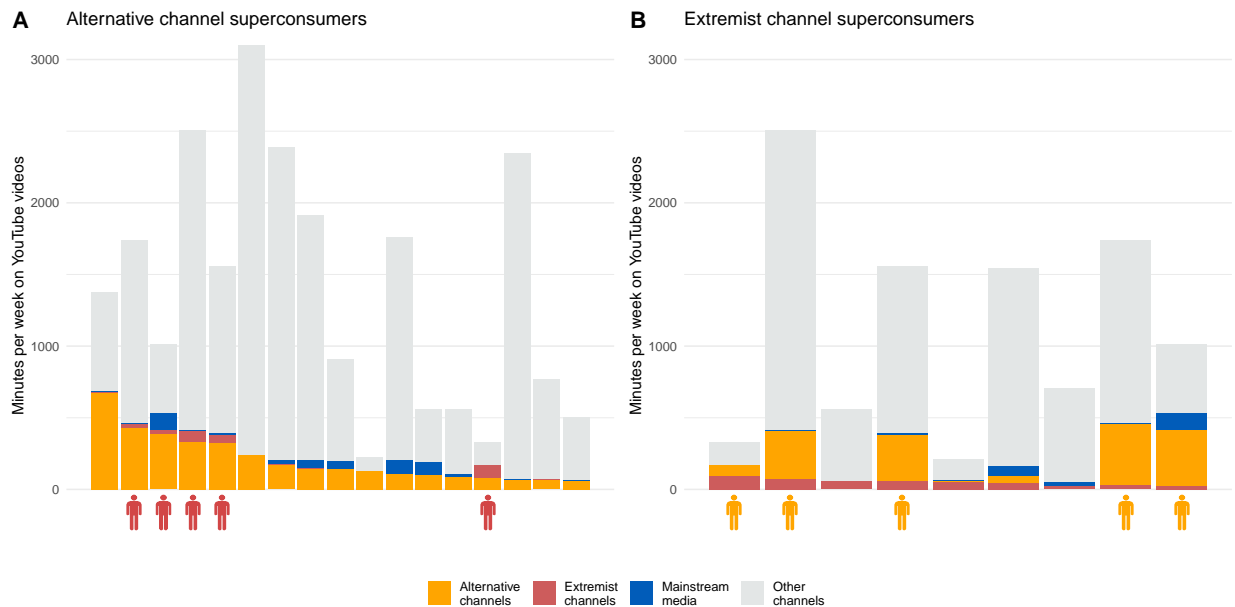 A Alternative channel superconsumers
Minutes per week on YouTube videos
3000
2000
1000
0
B Extremist channel superconsumers
Minutes per week on YouTube videos
3000
2000
1000
0
Alternative
channels
Extremist
channels
Mainstream
media
Other
channels